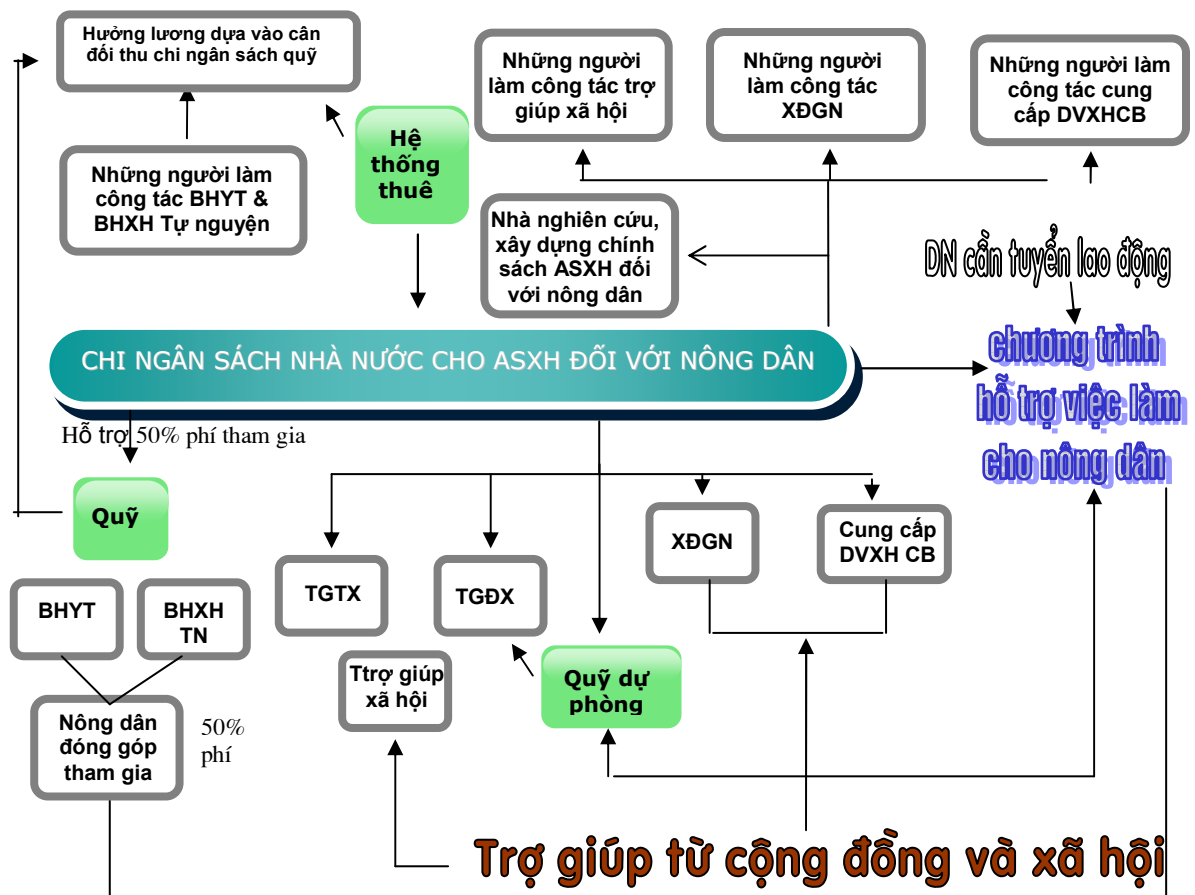 Hưởng lương dựa vào cân
đối thu chi ngân sách quỹ
Những người
làm công tác trợ
giúp xã hội
Những người
làm công tác
XĐGN
Những người làm
công tác cung
cấp DVXHCB
Hệ
thống
thuê
Những người làm
công tác BHYT &
BHXH Tự nguyện
Nhà nghiên cứu,
xây dựng chính
sách ASXH đối
với nông dân
DN cần tuyển lao động
CHI NGÂN SÁCH NHÀ NƯỚC CHO ASXH ĐỐI VỚI NÔNG DÂN
chương trình
hỗ trợ việc làm
cho nông dân
Hỗ trợ 50% phí tham gia
Quỹ
TGTX
TGĐX
XĐGN
Cung cấp
DVXH CB
BHYT
BHXH
TN
Ttrợ giúp
xã hội
Quỹ dự
phòng
Nông dân
đóng góp
tham gia
50%
phí
Trợ giúp từ cộng đồng và xã hội